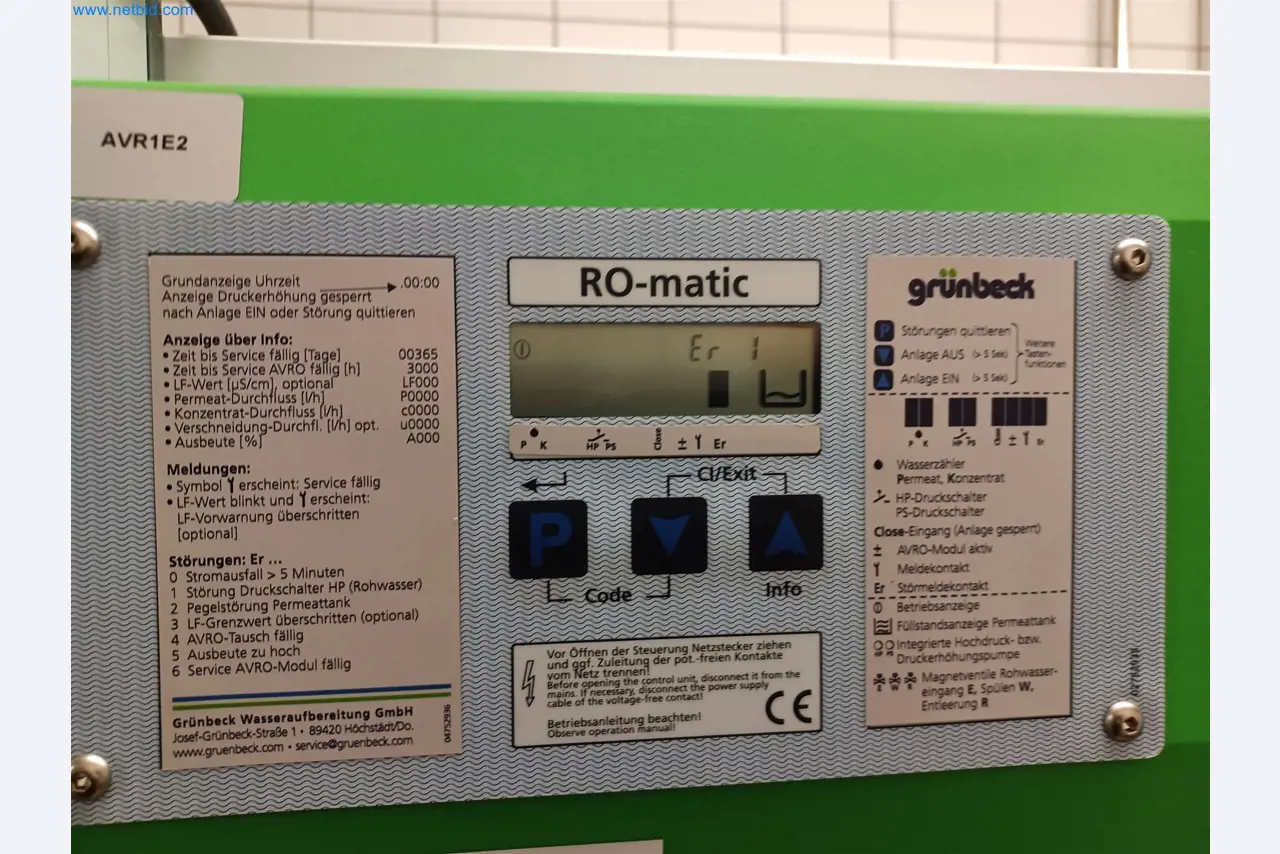 www.netbid.com
AVR1E2
Grundanzeige Uhrzeit .00:00
Anzeige Druckerhöhung gesperrt
nach Anlage EIN oder Störung quittieren
Anzeige über Info:
• Zeit bis Service fällig [Tage] 00365
• Zeit bis Service AVRO fällig [h] 3000
• LF-Wert [µS/cm], optional LF000
• Permeat-Durchfluss [l/h] P0000
• Konzentrat-Durchfluss [l/h] c0000
• Verschneidung-Durchfl. [l/h] opt. u0000
• Ausbeute [%] A000
Meldungen:
• Symbol erscheint: Service fällig
• LF-Wert blinkt und erscheint:
LF-Vorwarnung überschritten
[optional]
Störungen: Er ...
0 Stromausfall > 5 Minuten
1 Störung Druckschalter HP (Rohwasser)
2 Pegelstörung Permeattank
3 LF-Grenzwert überschritten (optional)
4 AVRO-Tausch fällig
5 Ausbeute zu hoch
6 Service AVRO-Modul fällig
Grünbeck Wasseraufbereitung GmbH
Josef-Grünbeck-Straße 1 • 89420 Höchstädt/Do.
www.gruenbeck.com • service@gruenbeck.com
04752936
RO-matic
Er 1
P K HP PS Close ± Er
Cl/Exit
P
Code
Info
Vor Öffnen der Steuerung Netzstecker ziehen
und ggf. Zuleitung der pot.-freien Kontakte
vom Netz trennen!
Before opening the control unit, disconnect it from the
mains. If necessary, disconnect the power supply
cable of the voltage-free contact!
Betriebsanleitung beachten!
Observe operation manual!
CE
grünbeck
P Störungen quittieren
Anlage AUS (> 5 Sek)
Anlage EIN (> 5 Sek)
Weitere
Tasten-
funktionen
P K HP PS Close ± Er
Wasserzähler
Permeat, Konzentrat
HP-Druckschalter
PS-Druckschalter
Close-Eingang (Anlage gesperrt)
± AVRO-Modul aktiv
Meldekontakt
Er Störmeldekontakt
Betriebsanzeige
Füllstandsanzeige Permeattank
Integrierte Hochdruck- bzw.
HP PS Druckerhöhungspumpe
Magnetventile Rohwasser-
E W R eingang E, Spülen W,
Entleerung R